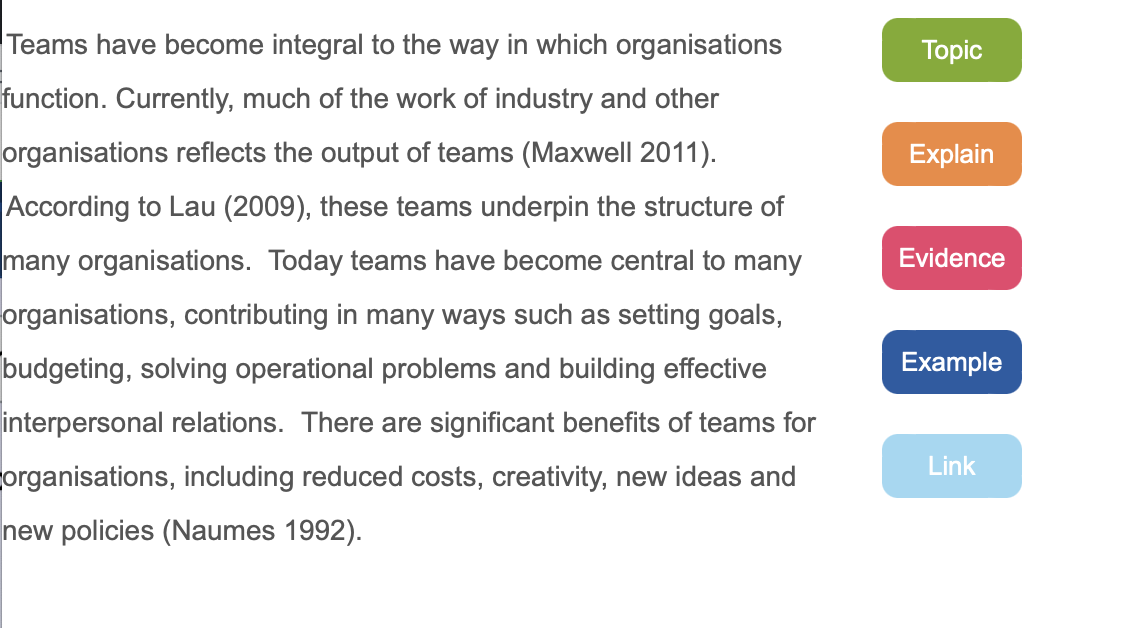 Teams have become integral to the way in which organisations
function. Currently, much of the work of industry and other
organisations reflects the output of teams (Maxwell 2011).
According to Lau (2009), these teams underpin the structure of
many organisations.  Today teams have become central to many
organisations, contributing in many ways such as setting goals,
budgeting, solving operational problems and building effective
interpersonal relations.  There are significant benefits of teams for
organisations, including reduced costs, creativity, new ideas and
new policies (Naumes 1992).
Topic
Explain
Evidence
Example
Link